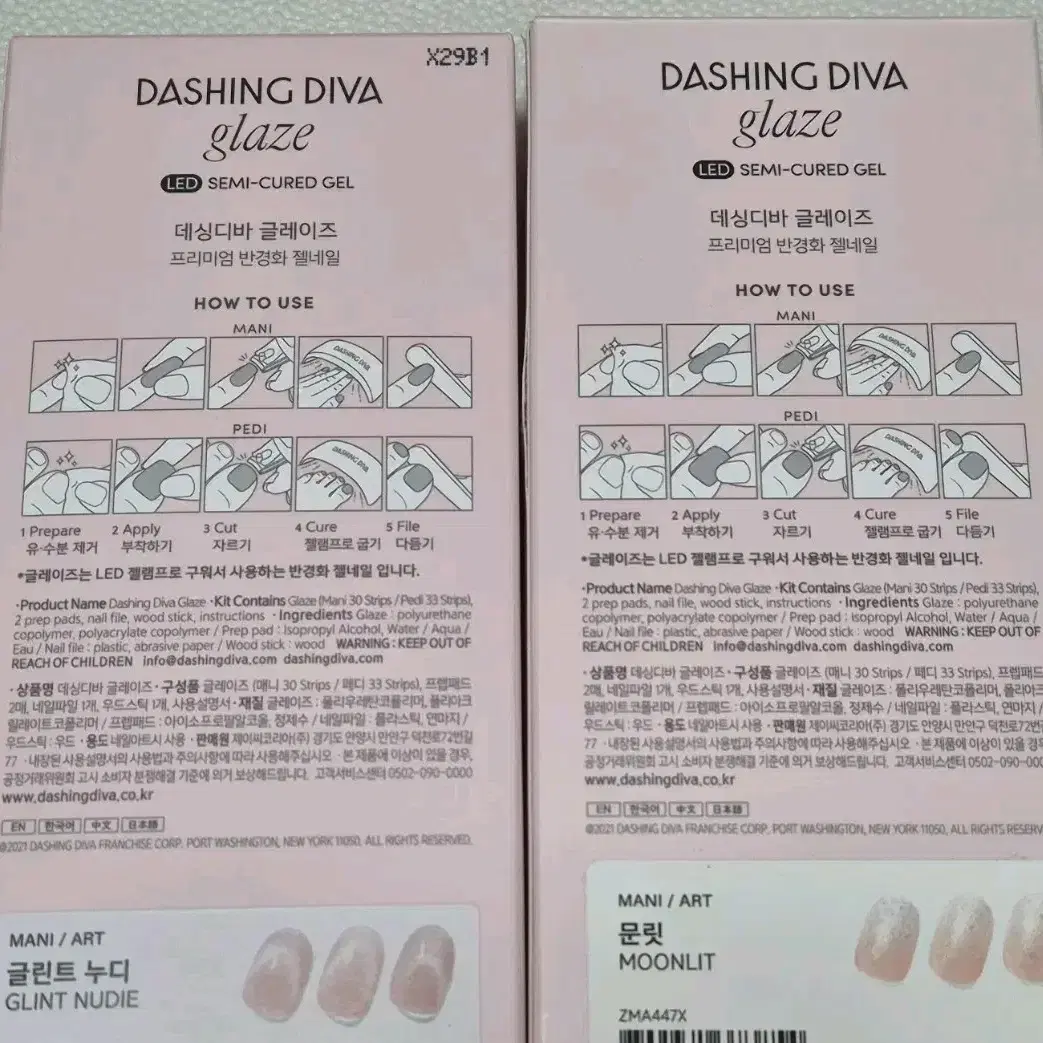 X29B1
DASHING DIVA
glaze
LED SEMI-CURED GEL
데싱디바 글레이즈
프리미엄 반경화 젤네일
HOW TO USE
MANI
DASHING DIVA
PEDI
DASHING DIVA
1 Prepare 2 Apply 3 Cut 4 Cure 5 File
유·수분 제거 부착하기 자르기 젤램프로 굽기 다듬기
*글레이즈는 LED 젤램프로 구워서 사용하는 반경화 젤네일 입니다.
·Product Name Dashing Diva Glaze ·Kit Contains Glaze (Mani 30 Strips / Pedi 33 Strips),
2 prep pads, nail file, wood stick, instructions ·Ingredients Glaze : polyurethane
copolymer, polyacrylate copolymer / Prep pad : Isopropyl Alcohol, Water / Aqua /
Eau / Nail file : plastic, abrasive paper / Wood stick : wood WARNING : KEEP OUT OF
REACH OF CHILDREN info@dashingdiva.com dashingdiva.com
·상품명 데싱디바 글레이즈 ·구성품 글레이즈 (매니 30 Strips / 페디 33 Strips), 프렙패드
2매, 네일파일 1개, 우드스틱 1개, 사용설명서 ·재질 글레이즈 : 폴리우레탄코폴리머, 폴리아크
릴레이트코폴리머 / 프렙패드 : 아이소프로필알코올, 정제수 / 네일파일 : 플라스틱, 연마지 /
우드스틱 : 우드 ·용도 네일아트시 사용 ·판매원 제이씨코리아(주) 경기도 안양시 만안구 덕천로72번길
77 ·내장된 사용설명서의 사용법과 주의사항에 따라 사용해주십시오 ·본 제품에 이상이 있을 경우,
공정거래위원회 고시 소비자 분쟁해결 기준에 의거 보상해드립니다. 고객서비스센터 0502-090-0000
www.dashingdiva.co.kr
EN 한국어 中文 日本語
©2021 DASHING DIVA FRANCHISE CORP. PORT WASHINGTON, NEW YORK 11050, ALL RIGHTS RESERVED.
MANI / ART
글린트 누디
GLINT NUDIE
DASHING DIVA
glaze
LED SEMI-CURED GEL
데싱디바 글레이즈
프리미엄 반경화 젤네일
HOW TO USE
MANI
DASHING DIVA
PEDI
DASHING DIVA
1 Prepare 2 Apply 3 Cut 4 Cure 5 File
유·수분 제거 부착하기 자르기 젤램프로 굽기 다듬기
*글레이즈는 LED 젤램프로 구워서 사용하는 반경화 젤네일 입니다.
·Product Name Dashing Diva Glaze ·Kit Contains Glaze (Mani 30 Strips / Pedi 33 Strips),
2 prep pads, nail file, wood stick, instructions ·Ingredients Glaze : polyurethane
copolymer, polyacrylate copolymer / Prep pad : Isopropyl Alcohol, Water / Aqua /
Eau / Nail file : plastic, abrasive paper / Wood stick : wood WARNING : KEEP OUT OF
REACH OF CHILDREN info@dashingdiva.com dashingdiva.com
·상품명 데싱디바 글레이즈 ·구성품 글레이즈 (매니 30 Strips / 페디 33 Strips), 프렙패드
2매, 네일파일 1개, 우드스틱 1개, 사용설명서 ·재질 글레이즈 : 폴리우레탄코폴리머, 폴리아크
릴레이트코폴리머 / 프렙패드 : 아이소프로필알코올, 정제수 / 네일파일 : 플라스틱, 연마지 /
우드스틱 : 우드 ·용도 네일아트시 사용 ·판매원 제이씨코리아(주) 경기도 안양시 만안구 덕천로72번
77 ·내장된 사용설명서의 사용법과 주의사항에 따라 사용해주십시오 ·본 제품에 이상이 있을 경우
공정거래위원회 고시 소비자 분쟁해결 기준에 의거 보상해드립니다. 고객서비스센터 0502-090-000
www.dashingdiva.co.kr
EN 한국어 中文 日本語
©2021 DASHING DIVA FRANCHISE CORP. PORT WASHINGTON, NEW YORK 11050, ALL RIGHTS RESERV
MANI / ART
문릿
MOONLIT
ZMA447X